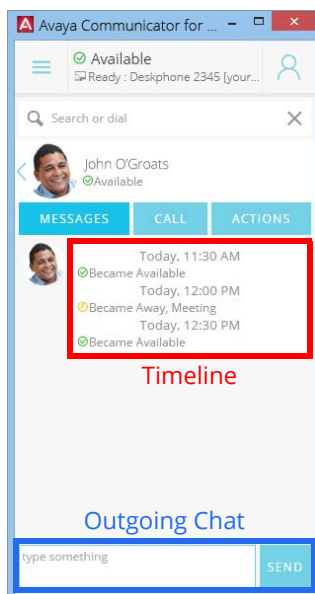 Avaya Communicator for ...
Available
Ready : Deskphone 2345 [your...
Search or dial
John O'Groats
Available
MESSAGES CALL ACTIONS
Today, 11:30 AM
Became Available
Today, 12:00 PM
Became Away, Meeting
Today, 12:30 PM
Became Available
Timeline
Outgoing Chat
type something
SEND